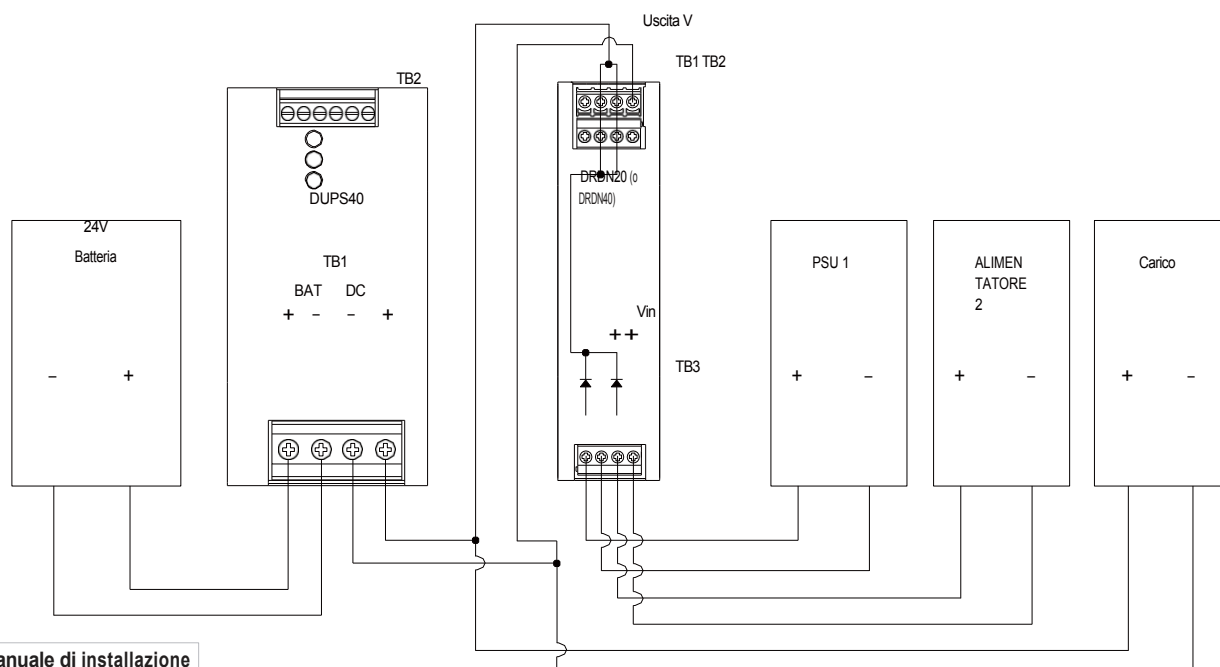 Uscita V
TB1 TB2
TB2
DUPS40
DRDN20 (o
DRDN40)
24V
Batteria
TB1
BAT DC
+ − − +
− +
Vin
++
TB3
PSU 1
+ −
ALIMEN
TATORE
2
+ −
Carico
+ −
anuale di installazione